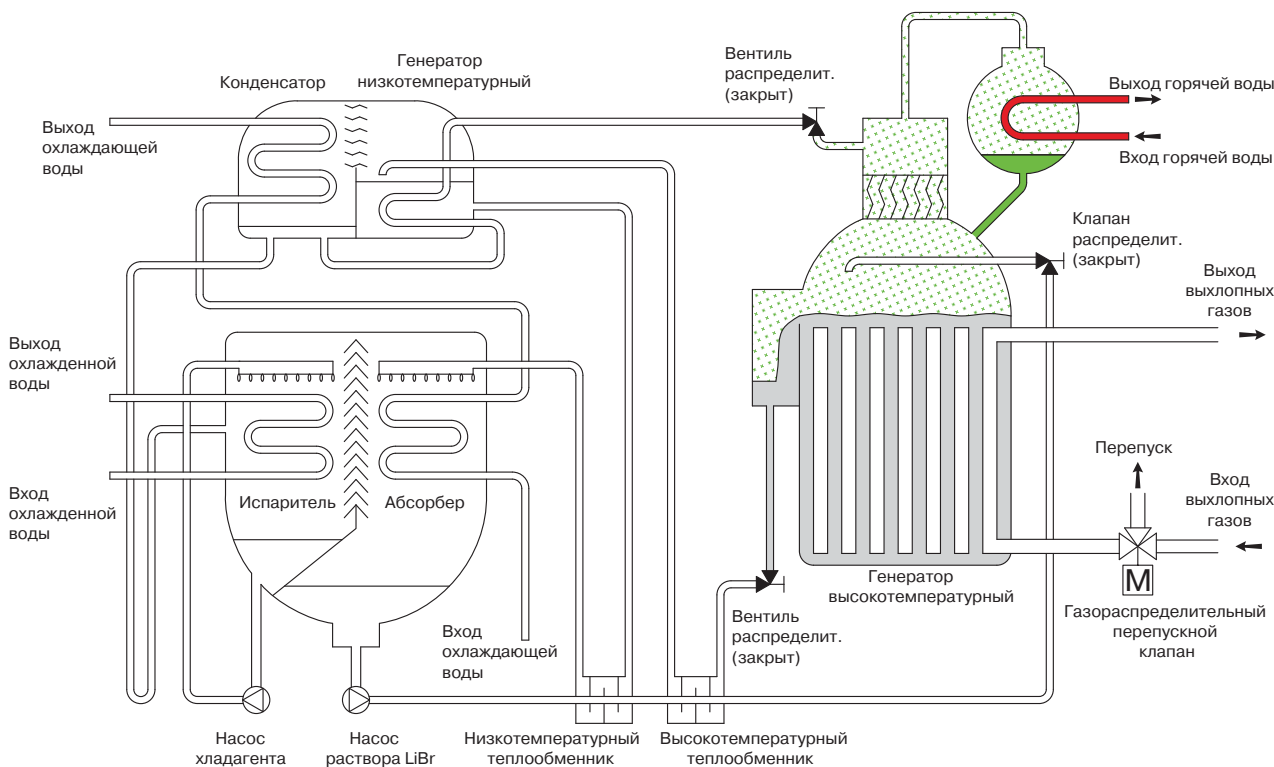 Конденсатор
Генератор
низкотемпературный
Вентиль
распределит.
(закрыт)
Выход горячей воды
Вход горячей воды
Выход
охлаждающей
воды
Клапан
распределит.
(закрыт)
Выход
выхлопных
газов
Выход
охлажденной
воды
Перепуск
Вход
выхлопных
газов
Вход
охлажденной
воды
Испаритель
Абсорбер
M
Генератор
высокотемпературный
Вентиль
распределит.
(закрыт)
Газораспределительный
перепускной
клапан
Вход
охлаждающей
воды
Насос
хладагента
Насос
раствора LiBr
Низкотемпературный
теплообменник
Высокотемпературный
теплообменник